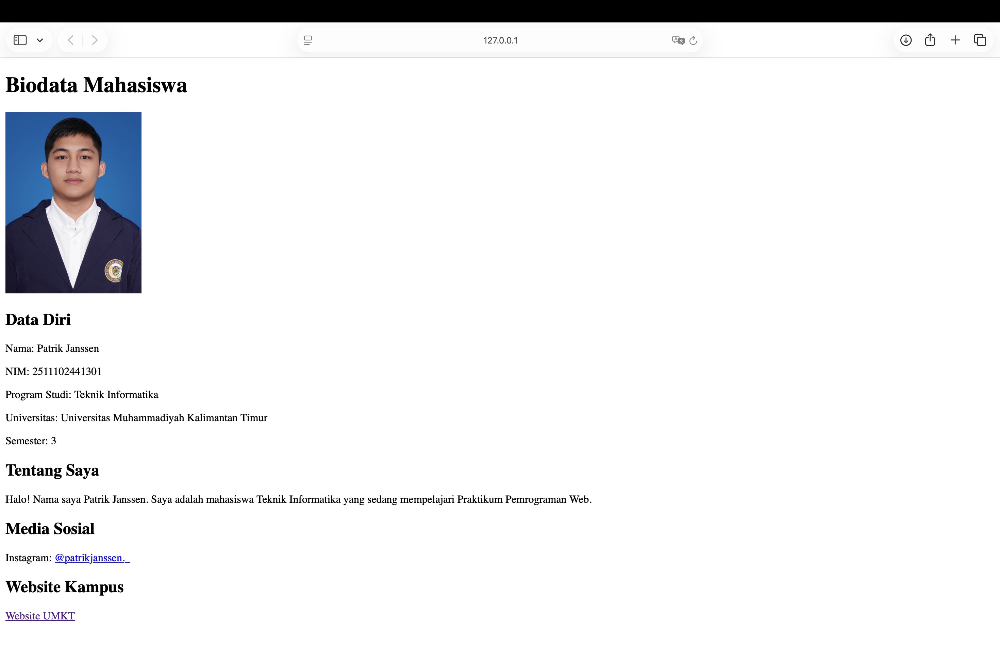 127.0.0.1
Biodata Mahasiswa
Data Diri
Nama: Patrik Janssen
NIM: 2511102441301
Program Studi: Teknik Informatika
Universitas: Universitas Muhammadiyah Kalimantan Timur
Semester: 3
Tentang Saya
Halo! Nama saya Patrik Janssen. Saya adalah mahasiswa Teknik Informatika yang sedang mempelajari Praktikum Pemrograman Web.
Media Sosial
Instagram: @patrikjanssen._
Website Kampus
Website UMKT